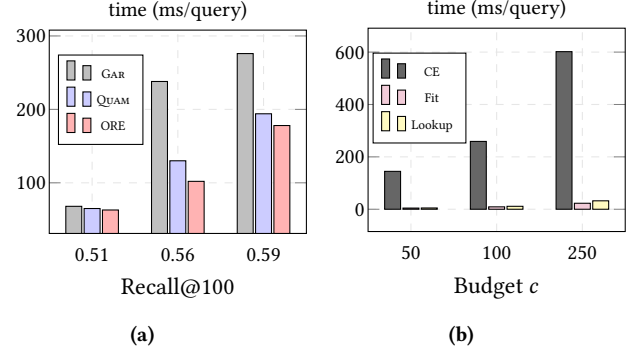 time (ms/query)
300
200
100
GAR
QUAM
ORE
0.51 0.56 0.59
Recall@100
(a)
time (ms/query)
600
400
200
0
CE
Fit
Lookup
50 100 250
Budget c
(b)